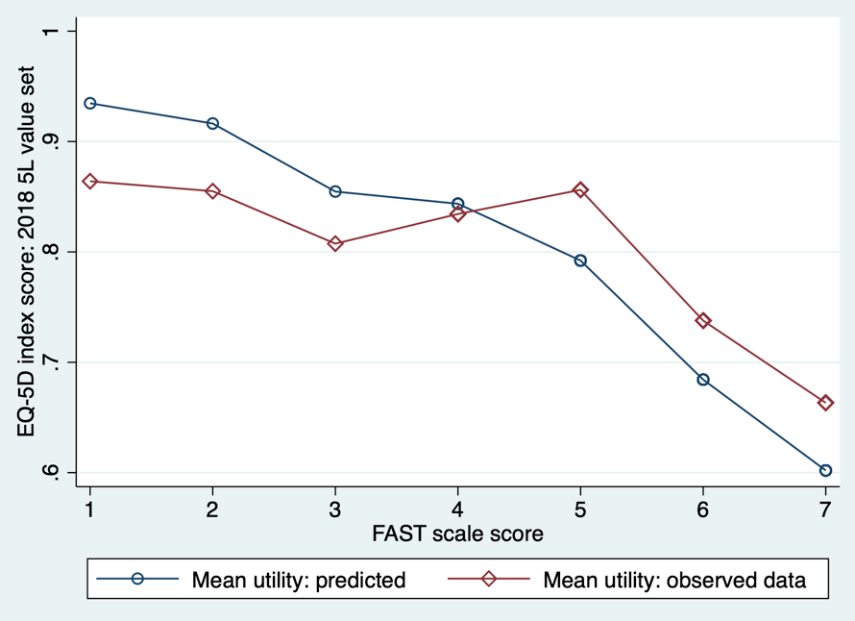 EQ-5D index score: 2018 5L value set
1
.9
.8
.7
.6
1 2 3 4 5 6 7
FAST scale score
Mean utility: predicted Mean utility: observed data